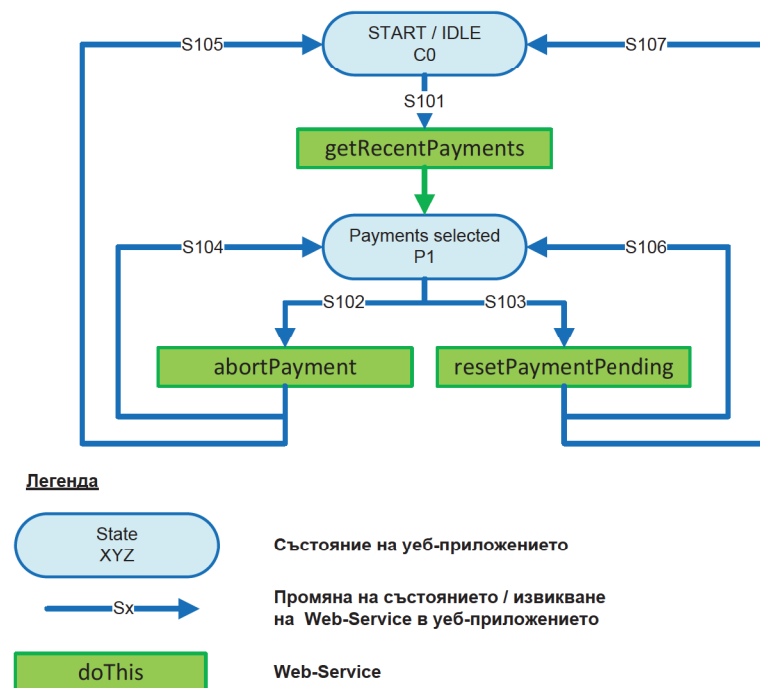 START / IDLE
C0
S105
S107
S101
getRecentPayments
Payments selected
P1
S104
S106
S102
S103
abortPayment
resetPaymentPending
Легенда
State
XYZ
Състояние на уеб-приложението
Sx
Промяна на състоянието / извикване
на Web-Service в уеб-приложението
doThis
Web-Service